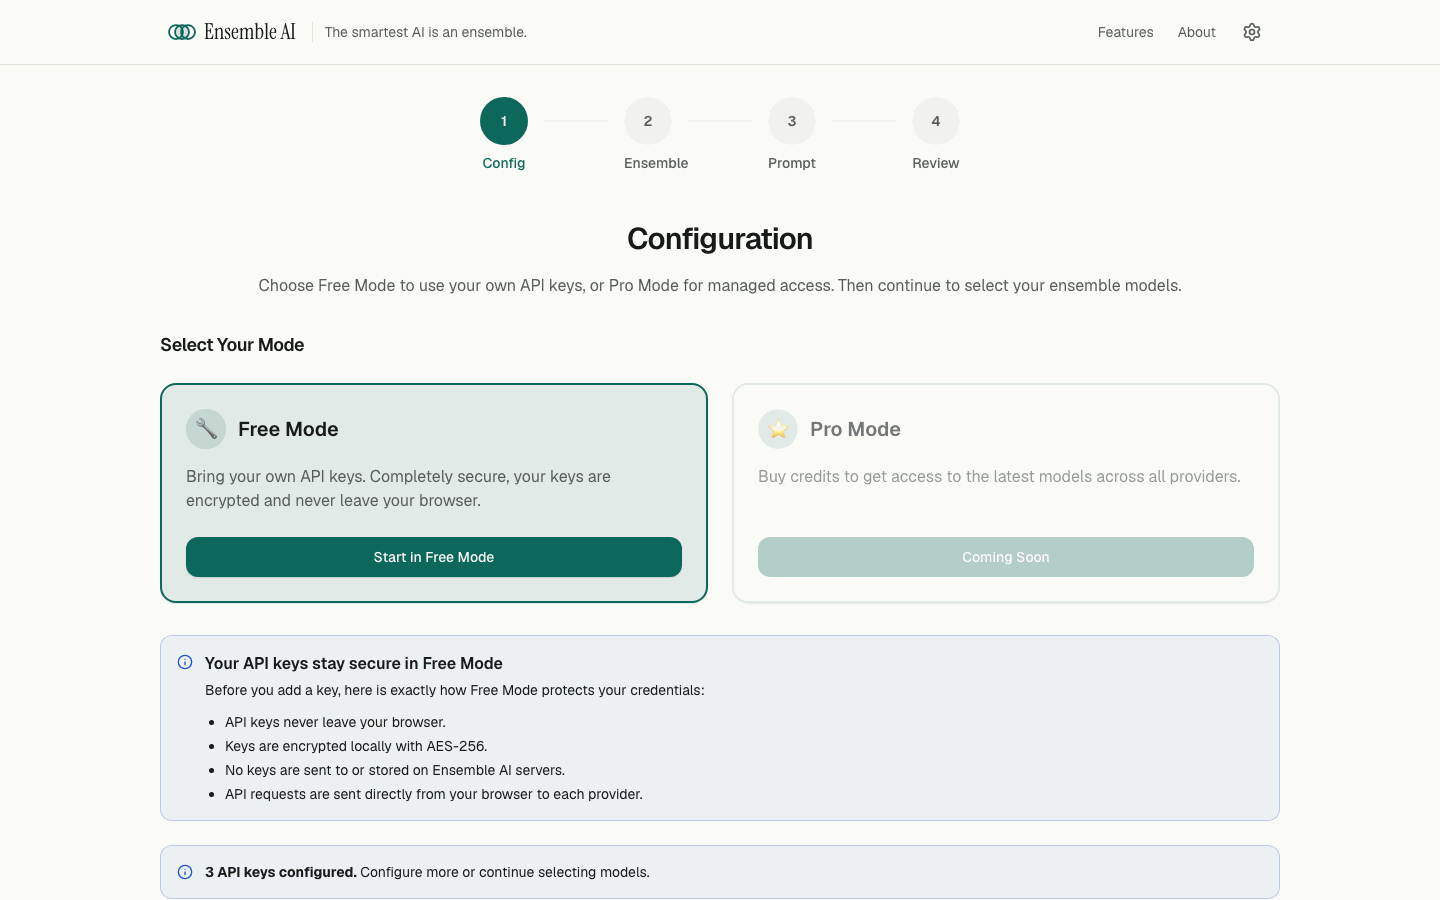 Ensemble AI
The smartest AI is an ensemble.
Features
About
1
2
3
4
Config
Ensemble
Prompt
Review
Configuration
Choose Free Mode to use your own API keys, or Pro Mode for managed access. Then continue to select your ensemble models.
Select Your Mode
Free Mode
Bring your own API keys. Completely secure, your keys are
encrypted and never leave your browser.
Start in Free Mode
Pro Mode
Buy credits to get access to the latest models across all providers.
Coming Soon
Your API keys stay secure in Free Mode
Before you add a key, here is exactly how Free Mode protects your credentials:
• API keys never leave your browser.
• Keys are encrypted locally with AES-256.
• No keys are sent to or stored on Ensemble AI servers.
• API requests are sent directly from your browser to each provider.
3 API keys configured. Configure more or continue selecting models.